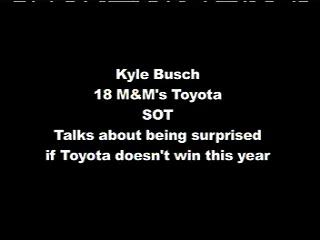 Kyle Busch
18 M&M's Toyota
SOT
Talks about being surprised
if Toyota doesn't win this year